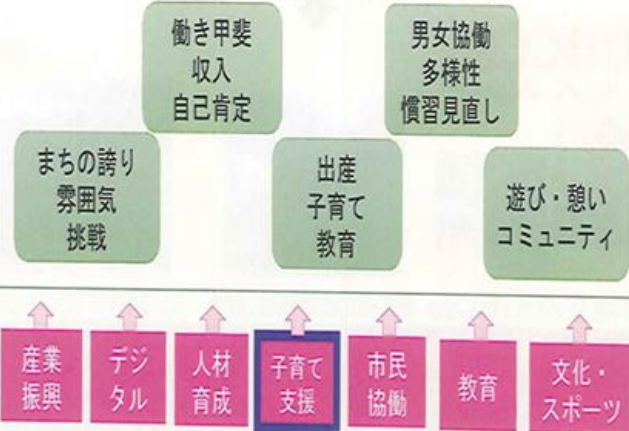 働き甲斐
収入
自己肯定
男女協働
多様性
慣習見直し
まちの誇り
雰囲気
挑戦
出産
子育て
教育
遊び・憩い
コミュニティ
産業
振興
デジ
タル
人材
育成
子育て
支援
市民
協働
教育
文化・
スポーツ